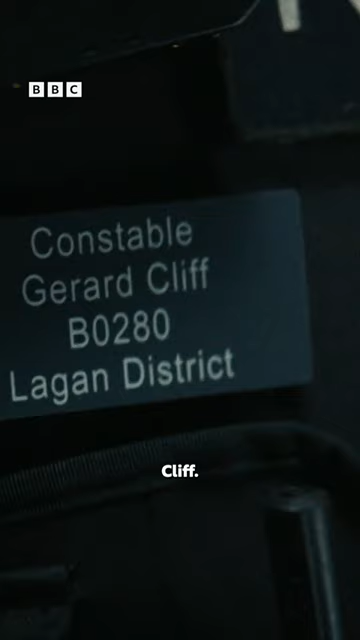 BBC
Constable
Gerard Cliff
B0280
Lagan District
Cliff.